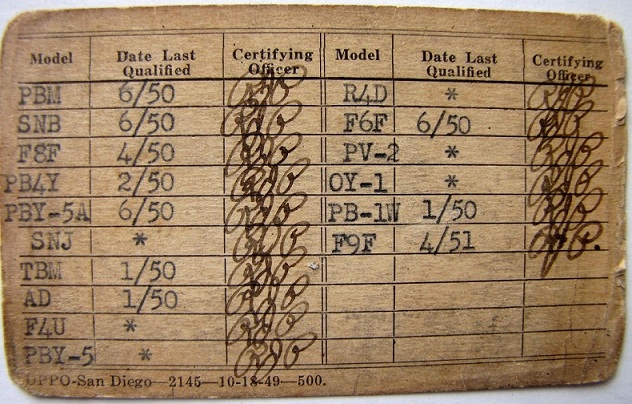 Model Date Last Qualified Certifying Officer Model Date Last Qualified Certifying Officer
PBM 6/50 R4D *
SNB 6/50 F6F 6/50
F8F 4/50 PV-2 *
PB4Y 2/50 OY-1 *
PBY-5A 6/50 PB-1W 1/50
SNJ * F9F 4/51
TBM 1/50
AD 1/50
F4U *
PBY-5 *
DPPO-San Diego—2145—10-18-49—500.